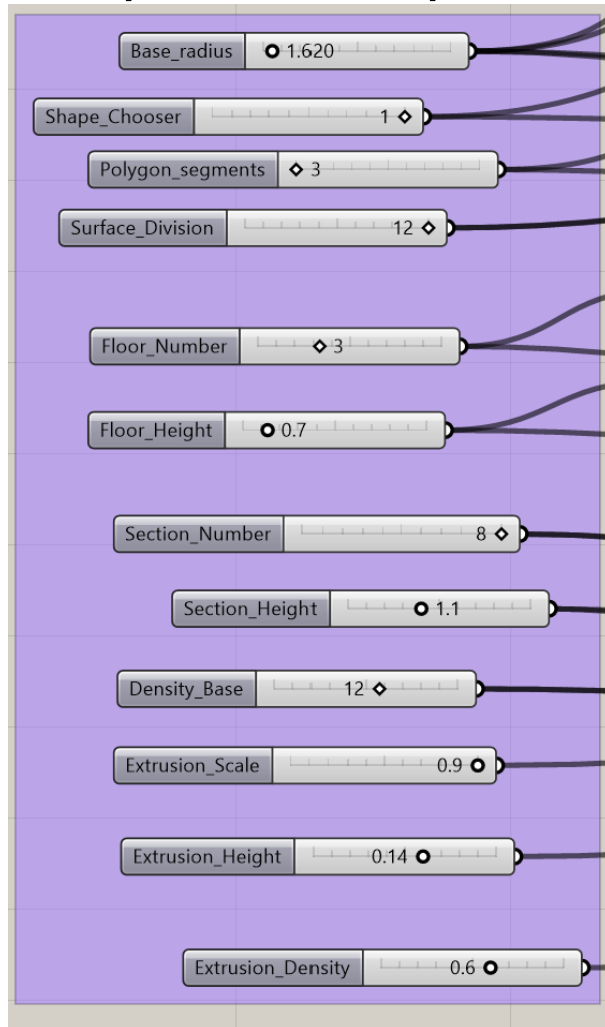 Base_radius 1.620
Shape_Chooser 1
Polygon_segments 3
Surface_Division 12
Floor_Number 3
Floor_Height 0.7
Section_Number 8
Section_Height 1.1
Density_Base 12
Extrusion_Scale 0.9
Extrusion_Height 0.14
Extrusion_Density 0.6